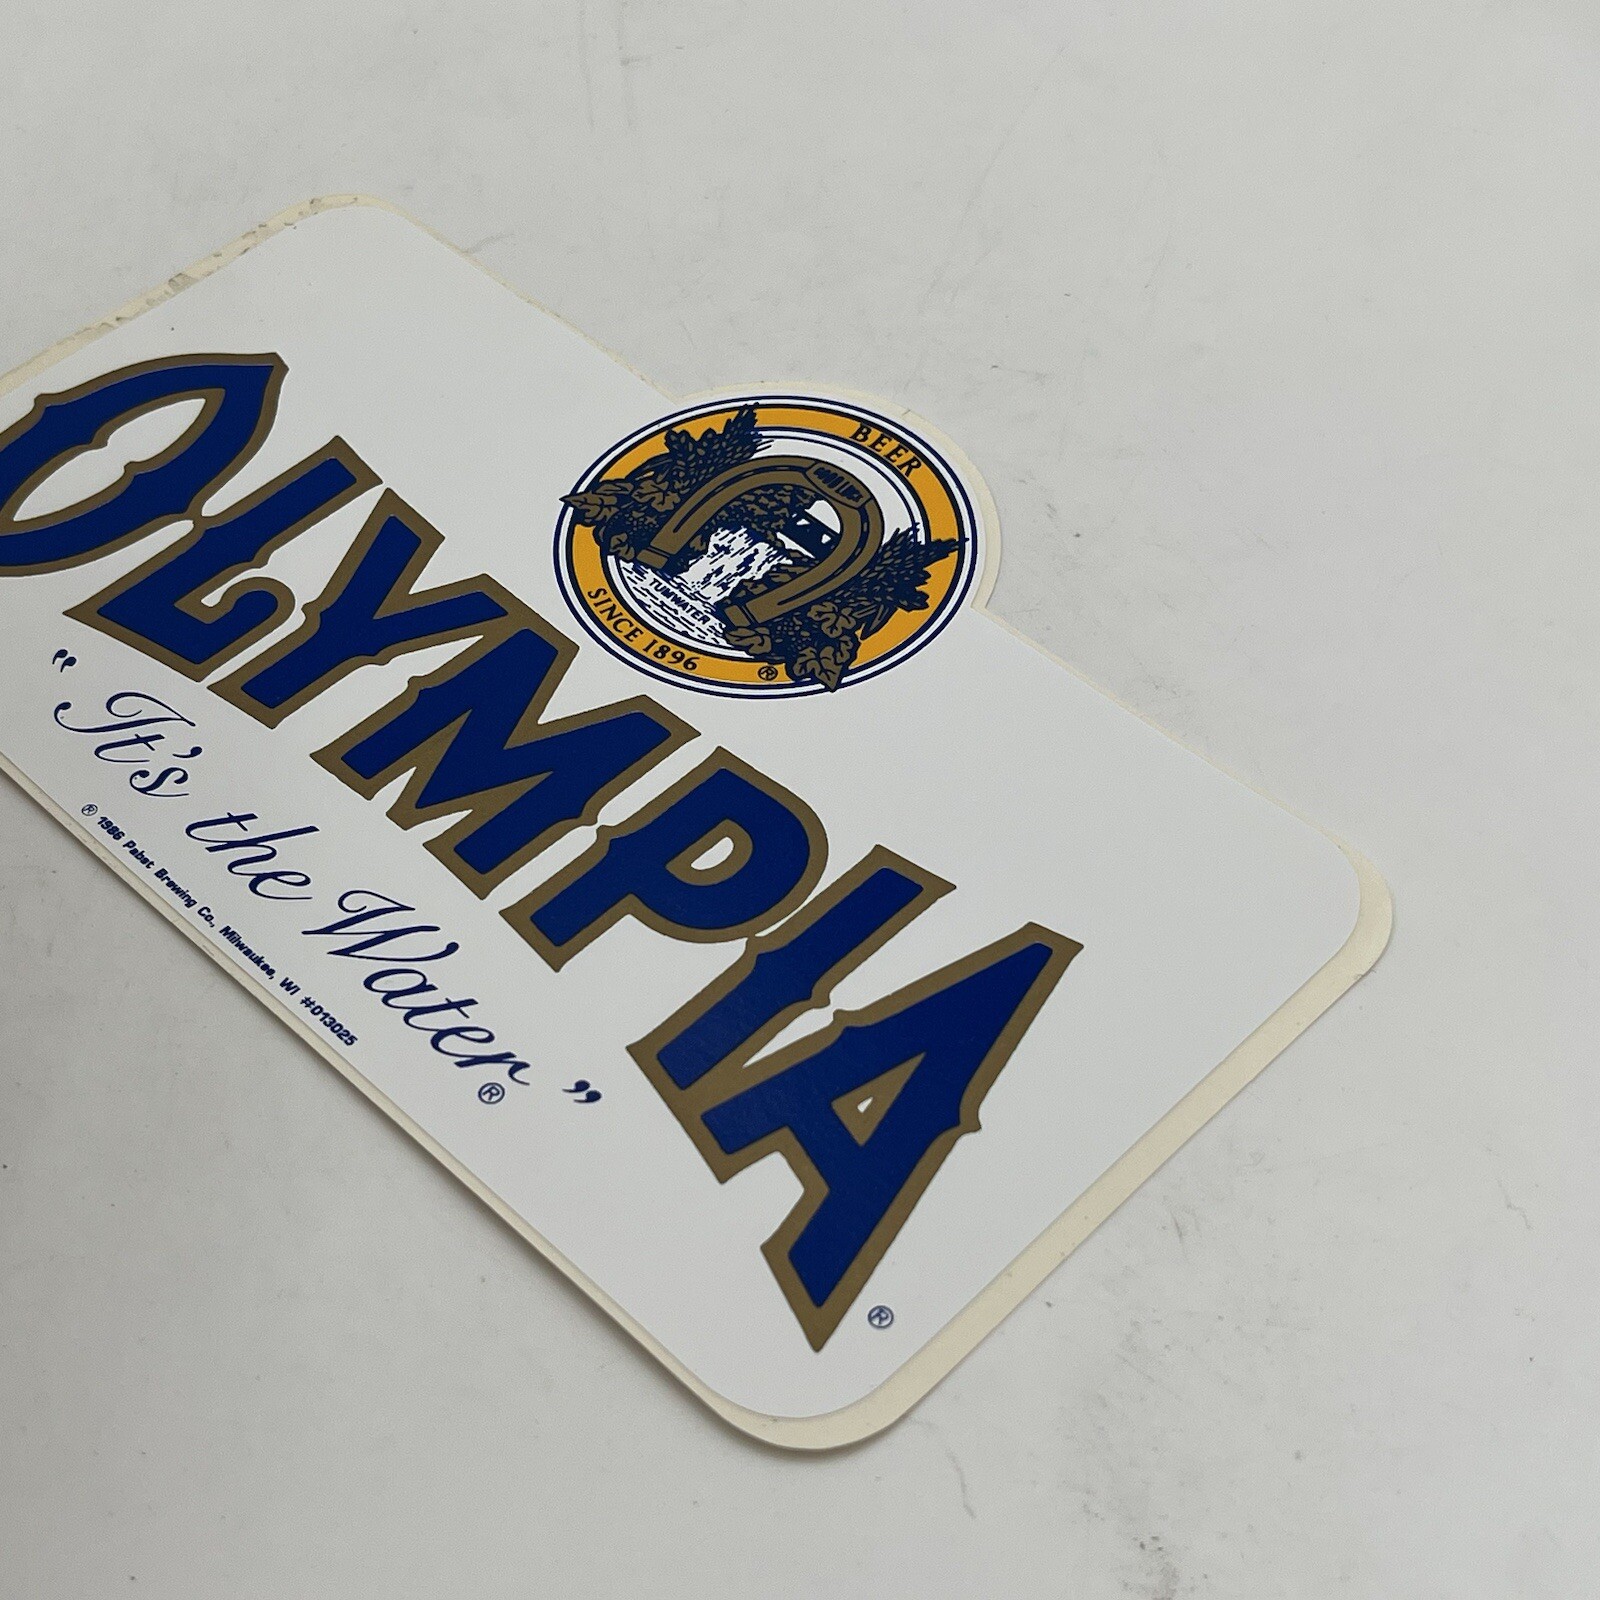 BEER
TUMWATER
SINCE 1896 ®
OLYMPIA ®
"It's the Water" ®
® 1986 Pabst Brewing Co., Milwaukee, WI #013025